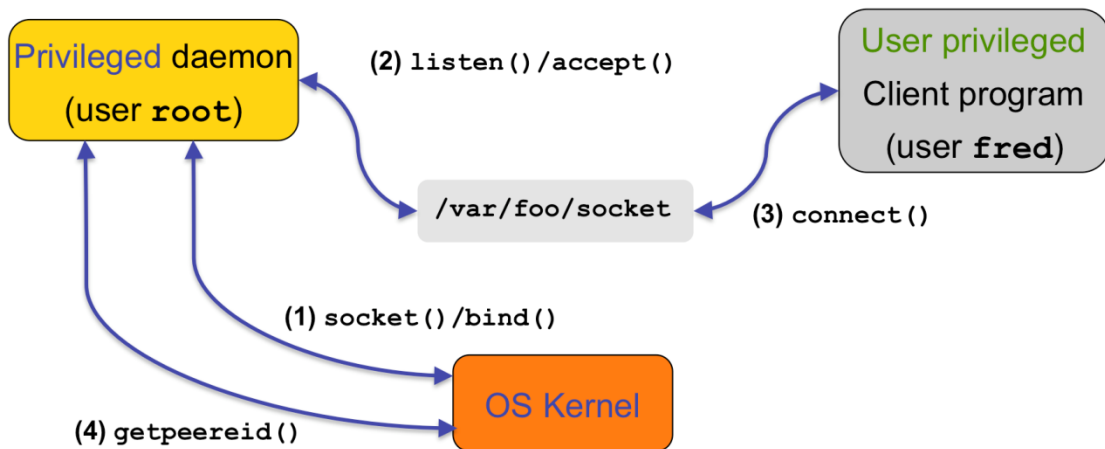 Privileged daemon
(user root)
(2) listen()/accept()
User privileged
Client program
(user fred)
/var/foo/socket
(3) connect()
(1) socket()/bind()
OS Kernel
(4) getpeereid()